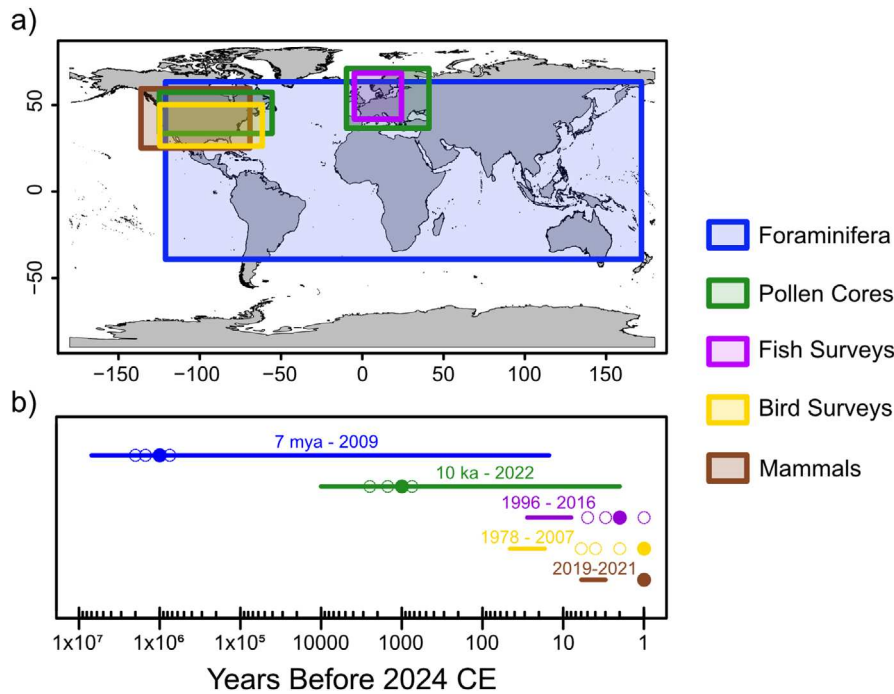 a)
50
0
−50
−150
−100
−50
0
50
100
150
Foraminifera
Pollen Cores
Fish Surveys
Bird Surveys
Mammals
b)
7 mya - 2009
10 ka - 2022
1996 - 2016
1978 - 2007
2019-2021
1x10⁷
1x10⁶
1x10⁵
10000
1000
100
10
1
Years Before 2024 CE